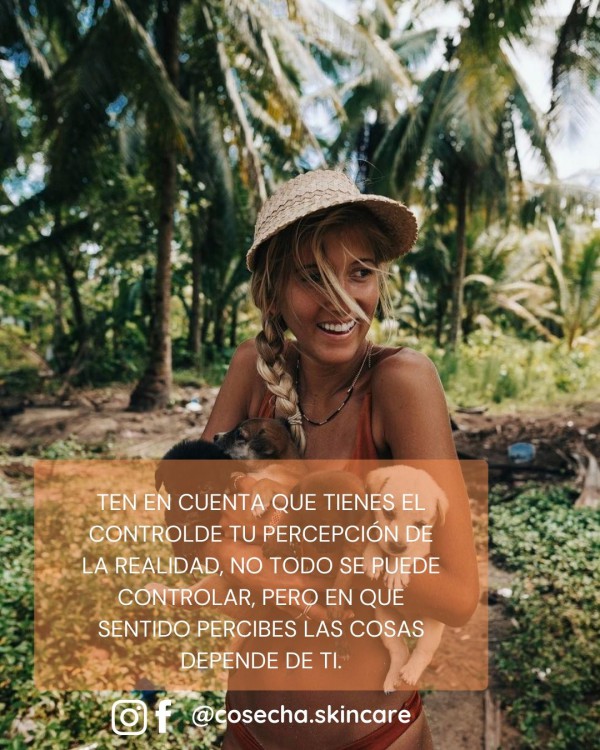 TEN EN CUENTA QUE TIENES EL
CONTROLDE TU PERCEPCIÓN DE
LA REALIDAD, NO TODO SE PUEDE
CONTROLAR, PERO EN QUE
SENTIDO PERCIBES LAS COSAS
DEPENDE DE TI.
@cosecha.skincare